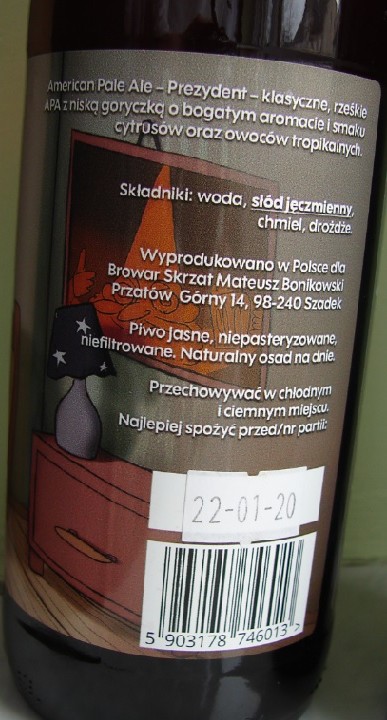 American Pale Ale – Prezydent – klasyczne, rześkie
APA z niską goryczką o bogatym aromacie i smaku
cytrusów oraz owoców tropikalnych.
Składniki: woda, słód jęczmienny,
chmiel, drożdże.
Wyprodukowano w Polsce dla
Browar Skrzat Mateusz Bonikowski
Przatów Górny 14, 98-240 Szadek
Piwo jasne, niepasteryzowane,
niefiltrowane. Naturalny osad na dnie.
Przechowywać w chłodnym
i ciemnym miejscu.
Najlepiej spożyć przed/nr partii:
22-01-20
5 903178 746013 >